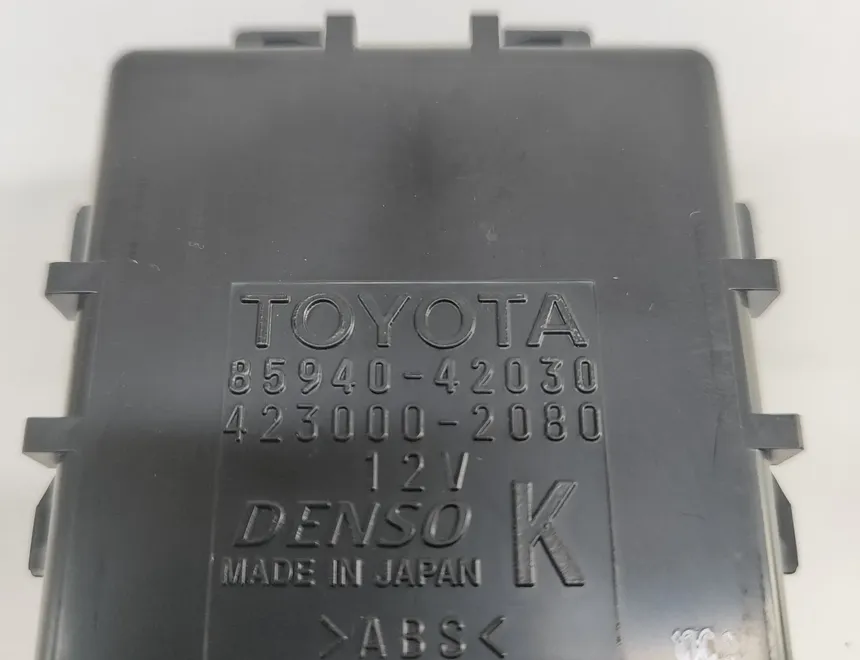 TOYOTA
85940-42030
423000-2080
12V
DENSO K
MADE IN JAPAN
>ABS<